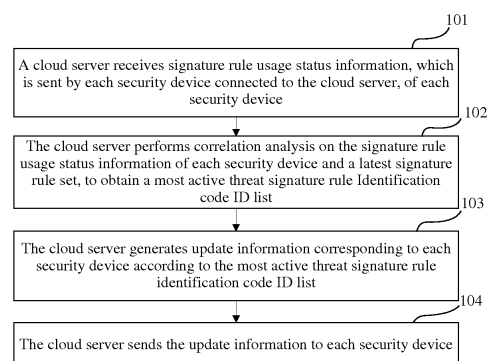 101
A cloud server receives signature rule usage status information, which
is sent by each security device connected to the cloud server, of each
security device
102
The cloud server performs correlation analysis on the signature rule
usage status information of each security device and a latest signature
rule set, to obtain a most active threat signature rule Identification
code ID list
103
The cloud server generates update information corresponding to each
security device according to the most active threat signature rule
identification code ID list
104
The cloud server sends the update information to each security device